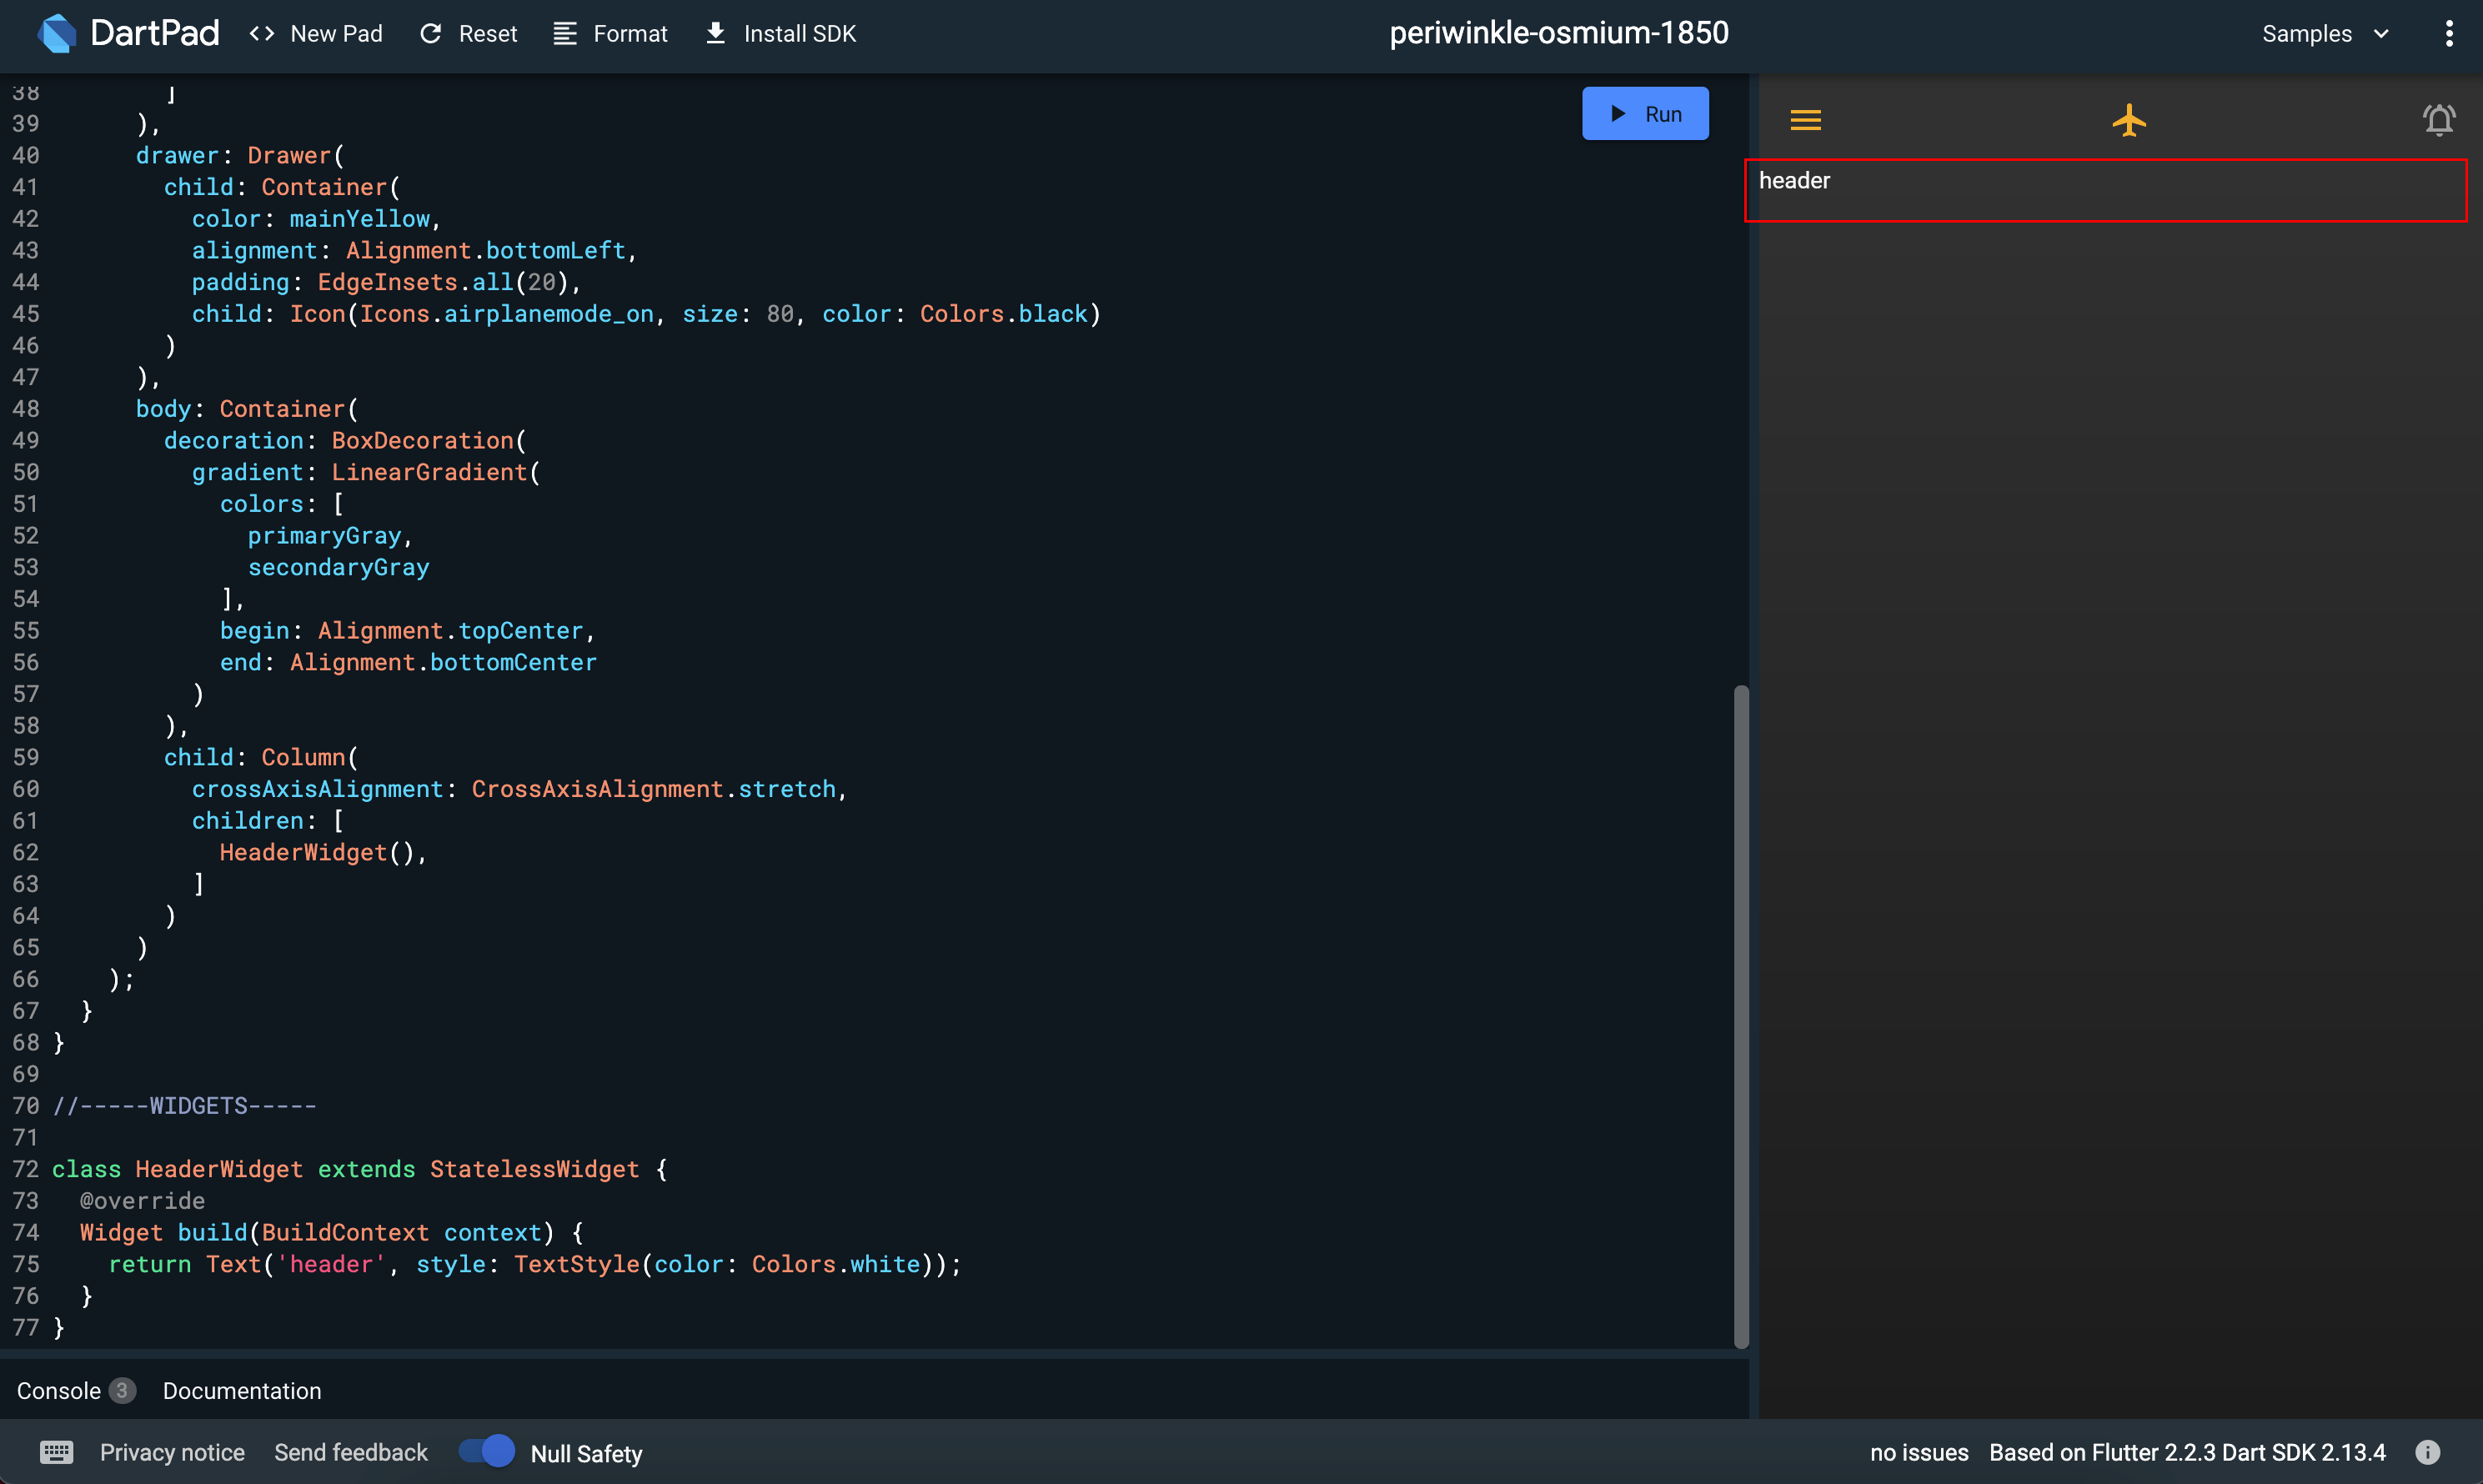 DartPad <> New Pad Reset Format Install SDK periwinkle-osmium-1850 Samples
38         ]
39       ),
40       drawer: Drawer(
41         child: Container(
42           color: mainYellow,
43           alignment: Alignment.bottomLeft,
44           padding: EdgeInsets.all(20),
45           child: Icon(Icons.airplanemode_on, size: 80, color: Colors.black)
46         )
47       ),
48       body: Container(
49         decoration: BoxDecoration(
50           gradient: LinearGradient(
51             colors: [
52               primaryGray,
53               secondaryGray
54             ],
55             begin: Alignment.topCenter,
56             end: Alignment.bottomCenter
57           )
58         ),
59         child: Column(
60           crossAxisAlignment: CrossAxisAlignment.stretch,
61           children: [
62             HeaderWidget(),
63           ]
64         )
65       )
66     );
67   }
68 }
69
70 //-----WIDGETS-----
71
72 class HeaderWidget extends StatelessWidget {
73   @override
74   Widget build(BuildContext context) {
75     return Text('header', style: TextStyle(color: Colors.white));
76   }
77 }
Run
header
Console 3 Documentation
Privacy notice Send feedback Null Safety no issues Based on Flutter 2.2.3 Dart SDK 2.13.4